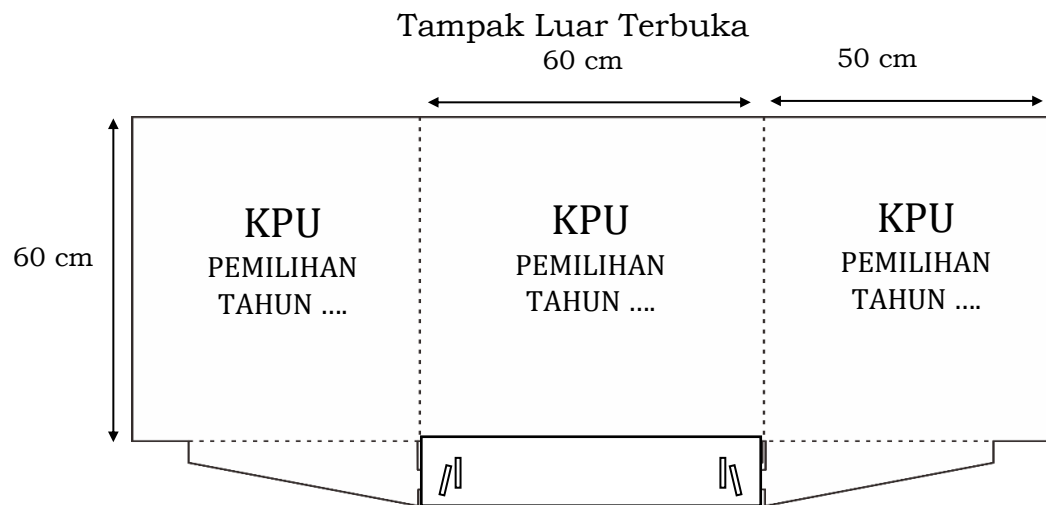 Tampak Luar Terbuka
60 cm
50 cm
60 cm
KPU
PEMILIHAN
TAHUN ....
KPU
PEMILIHAN
TAHUN ....
KPU
PEMILIHAN
TAHUN ....